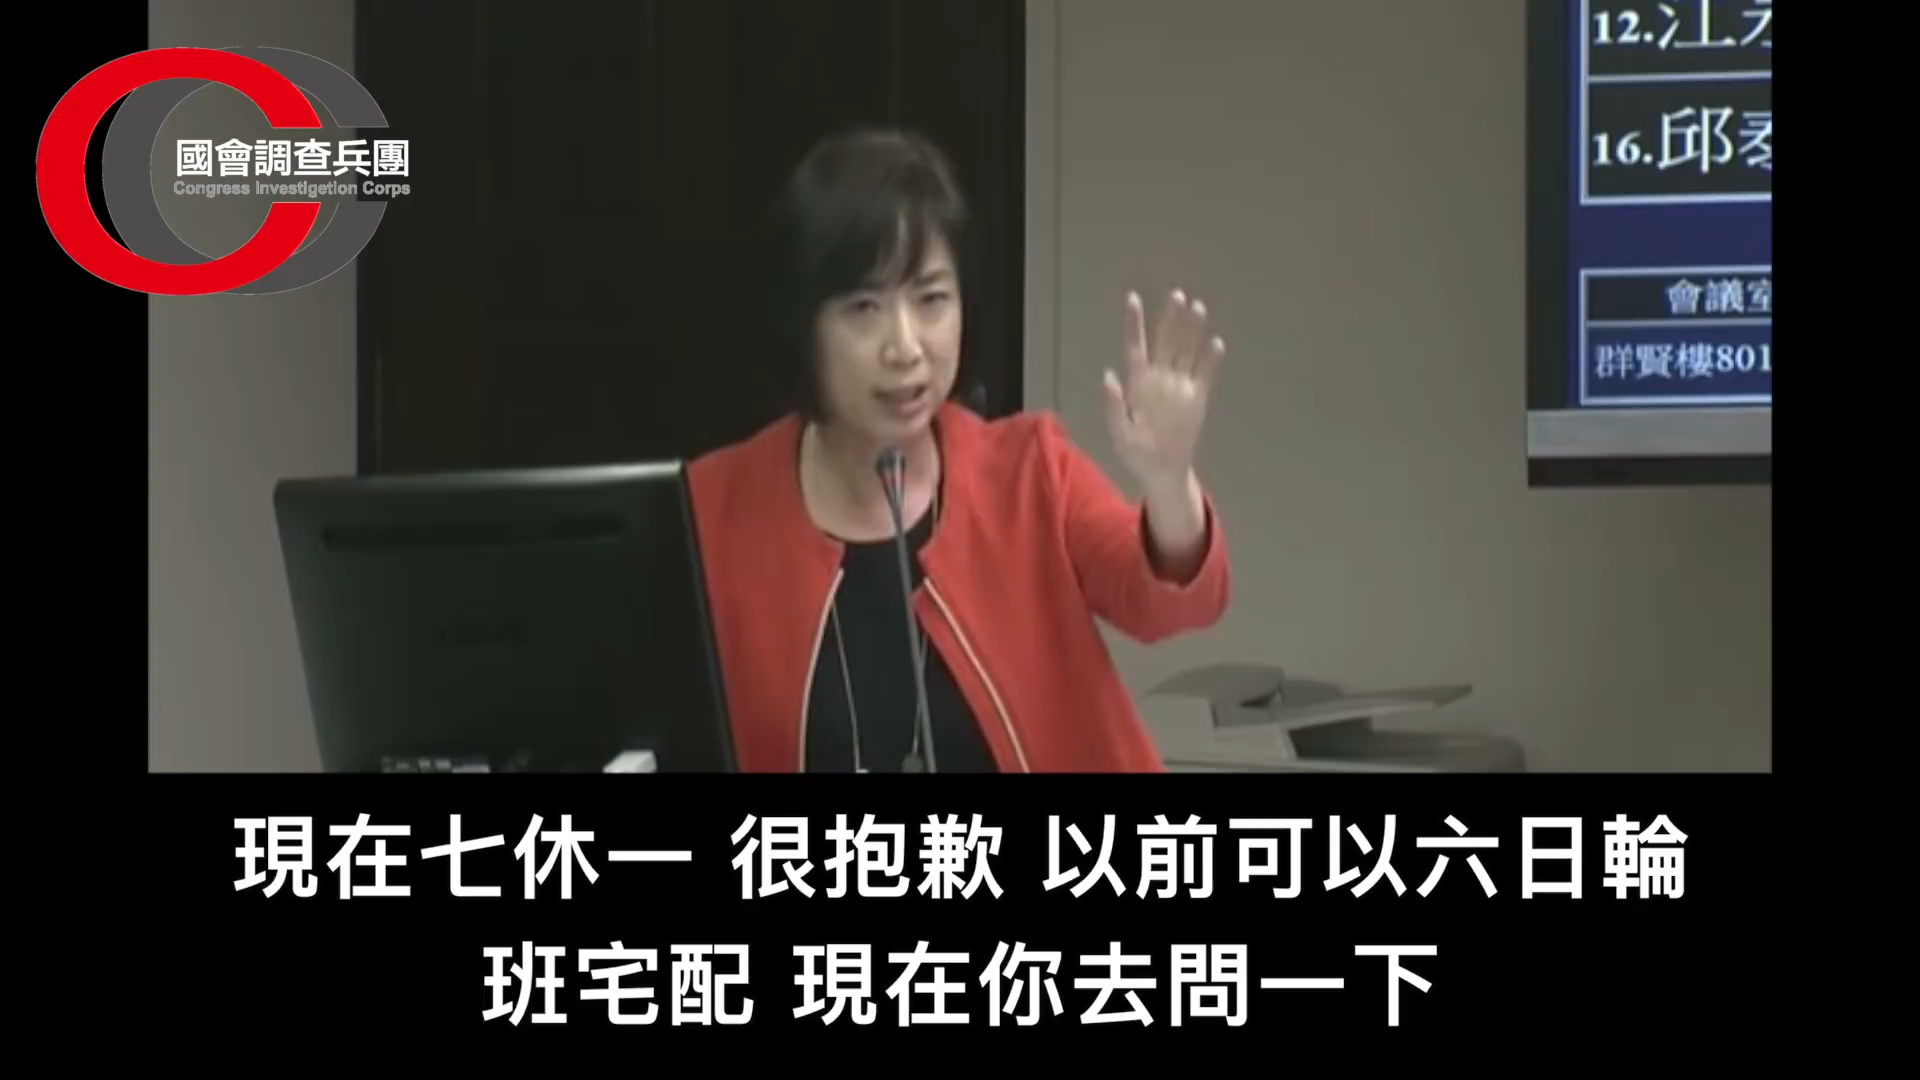 國會調查兵團
Congress Investigetion Corps
12.江
16.邱
會議室
群賢樓801
現在七休一 很抱歉 以前可以六日輪
班宅配 現在你去問一下